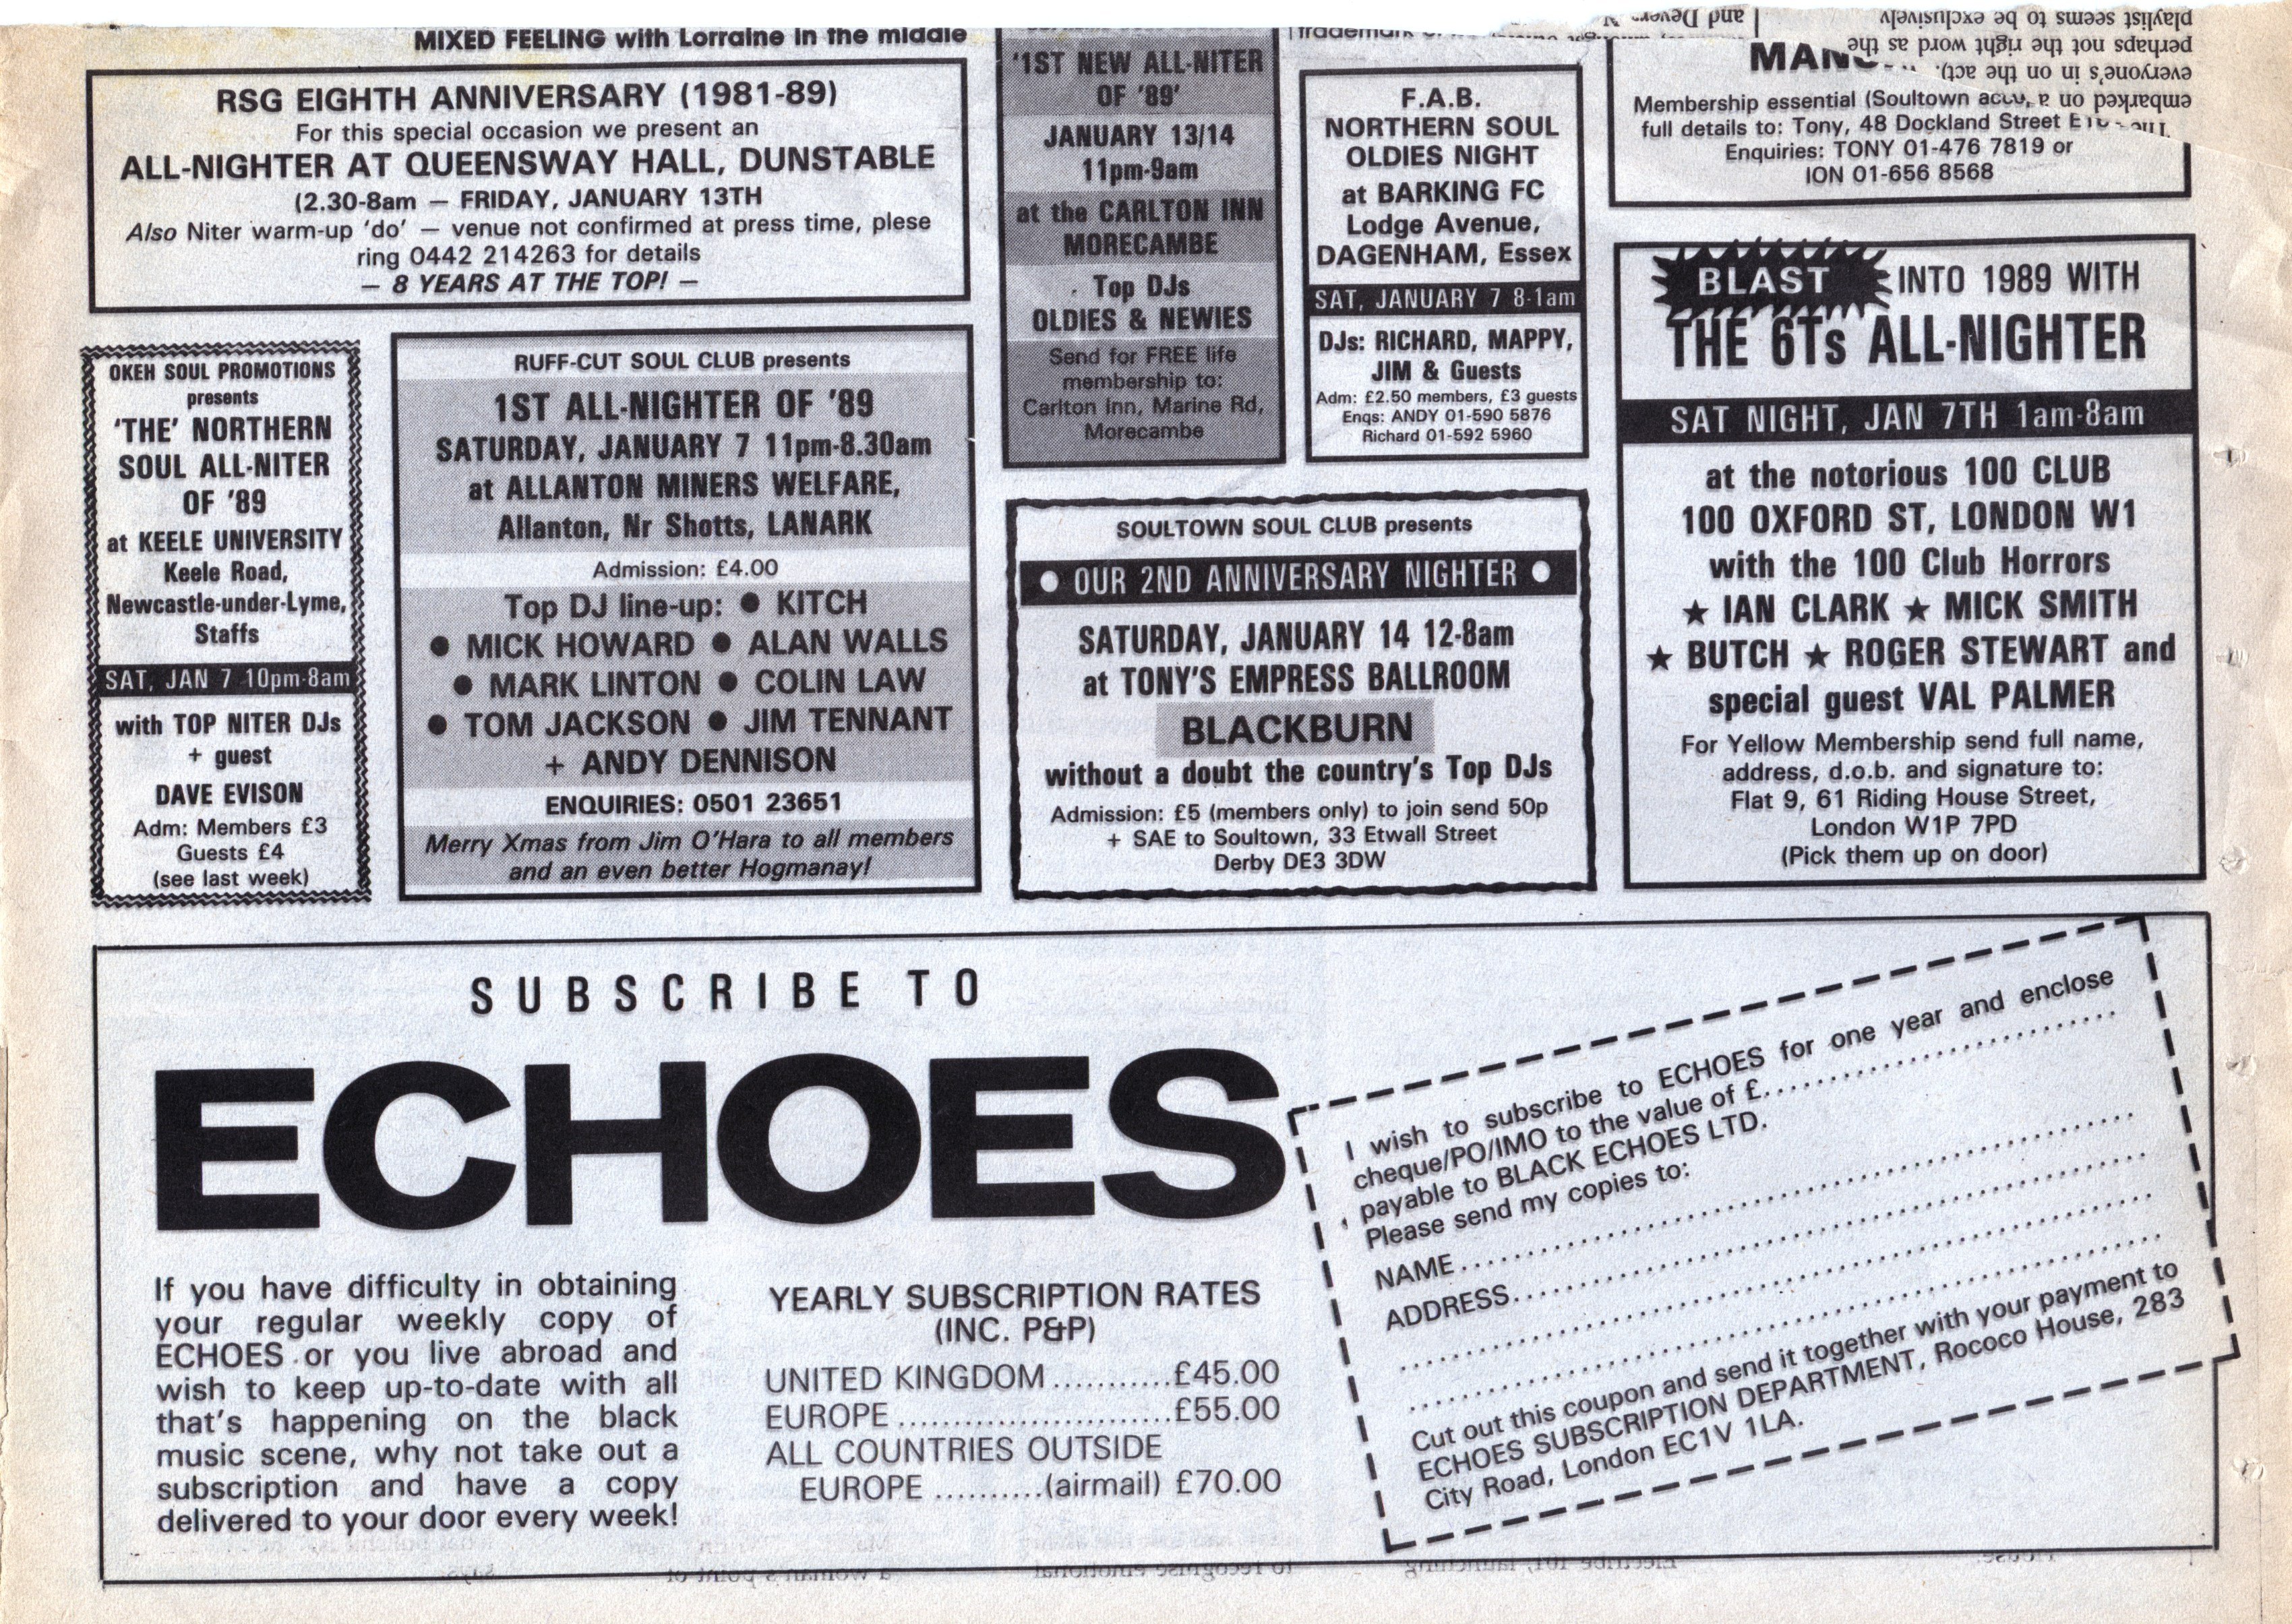 MIXED FEELING with Lorraine in the middle
RSG EIGHTH ANNIVERSARY (1981-89)
For this special occasion we present an
ALL-NIGHTER AT QUEENSWAY HALL, DUNSTABLE
(2.30-8am — FRIDAY, JANUARY 13TH
Also Niter warm-up 'do' — venue not confirmed at press time, plese
ring 0442 214263 for details
— 8 YEARS AT THE TOP! —
OKEH SOUL PROMOTIONS
presents
'THE' NORTHERN
SOUL ALL-NITER
OF '89
at KEELE UNIVERSITY
Keele Road,
Newcastle-under-Lyme,
Staffs
SAT, JAN 7 10pm-8am
with TOP NITER DJs
+ guest
DAVE EVISON
Adm: Members £3
Guests £4
(see last week)
RUFF-CUT SOUL CLUB presents
1ST ALL-NIGHTER OF '89
SATURDAY, JANUARY 7 11pm-8.30am
at ALLANTON MINERS WELFARE,
Allanton, Nr Shotts, LANARK
Admission: £4.00
Top DJ line-up: ● KITCH
● MICK HOWARD ● ALAN WALLS
● MARK LINTON ● COLIN LAW
● TOM JACKSON ● JIM TENNANT
+ ANDY DENNISON
ENQUIRIES: 0501 23651
Merry Xmas from Jim O'Hara to all members
and an even better Hogmanay!
'1ST NEW ALL-NITER
OF '89'
JANUARY 13/14
11pm-9am
at the CARLTON INN
MORECAMBE
Top DJs
OLDIES & NEWIES
Send for FREE life
membership to:
Carlton Inn, Marine Rd,
Morecambe
trademark
F.A.B.
NORTHERN SOUL
OLDIES NIGHT
at BARKING FC
Lodge Avenue,
DAGENHAM, Essex
SAT, JANUARY 7 8-1am
DJs: RICHARD, MAPPY,
JIM & Guests
Adm: £2.50 members, £3 guests
Enqs: ANDY 01-590 5876
Richard 01-592 5960
SOULTOWN SOUL CLUB presents
● OUR 2ND ANNIVERSARY NIGHTER ●
SATURDAY, JANUARY 14 12-8am
at TONY'S EMPRESS BALLROOM
BLACKBURN
without a doubt the country's Top DJs
Admission: £5 (members only) to join send 50p
+ SAE to Soultown, 33 Etwall Street
Derby DE3 3DW
and Dever
embarked on a
everyone's in on the act).
perhaps not the right word as the
playlist seems to be exclusively
Membership essential (Soultown
full details to: Tony, 48 Dockland Street
Enquiries: TONY 01-476 7819 or
ION 01-656 8568
BLAST INTO 1989 WITH
THE 6Ts ALL-NIGHTER
SAT NIGHT, JAN 7TH 1am-8am
at the notorious 100 CLUB
100 OXFORD ST, LONDON W1
with the 100 Club Horrors
★ IAN CLARK ★ MICK SMITH
★ BUTCH ★ ROGER STEWART and
special guest VAL PALMER
For Yellow Membership send full name,
address, d.o.b. and signature to:
Flat 9, 61 Riding House Street,
London W1P 7PD
(Pick them up on door)
SUBSCRIBE TO
ECHOES
If you have difficulty in obtaining
your regular weekly copy of
ECHOES or you live abroad and
wish to keep up-to-date with all
that's happening on the black
music scene, why not take out a
subscription and have a copy
delivered to your door every week!
YEARLY SUBSCRIPTION RATES
(INC. P&P)
UNITED KINGDOM ...........£45.00
EUROPE .........................£55.00
ALL COUNTRIES OUTSIDE
EUROPE ..........(airmail) £70.00
I wish to subscribe to ECHOES for one year and enclose
cheque/PO/IMO to the value of £..............................
payable to BLACK ECHOES LTD.
Please send my copies to:
NAME..............................
ADDRESS..............................
Cut out this coupon and send it together with your payment to
ECHOES SUBSCRIPTION DEPARTMENT, Rococo House, 283
City Road, London EC1V 1LA.